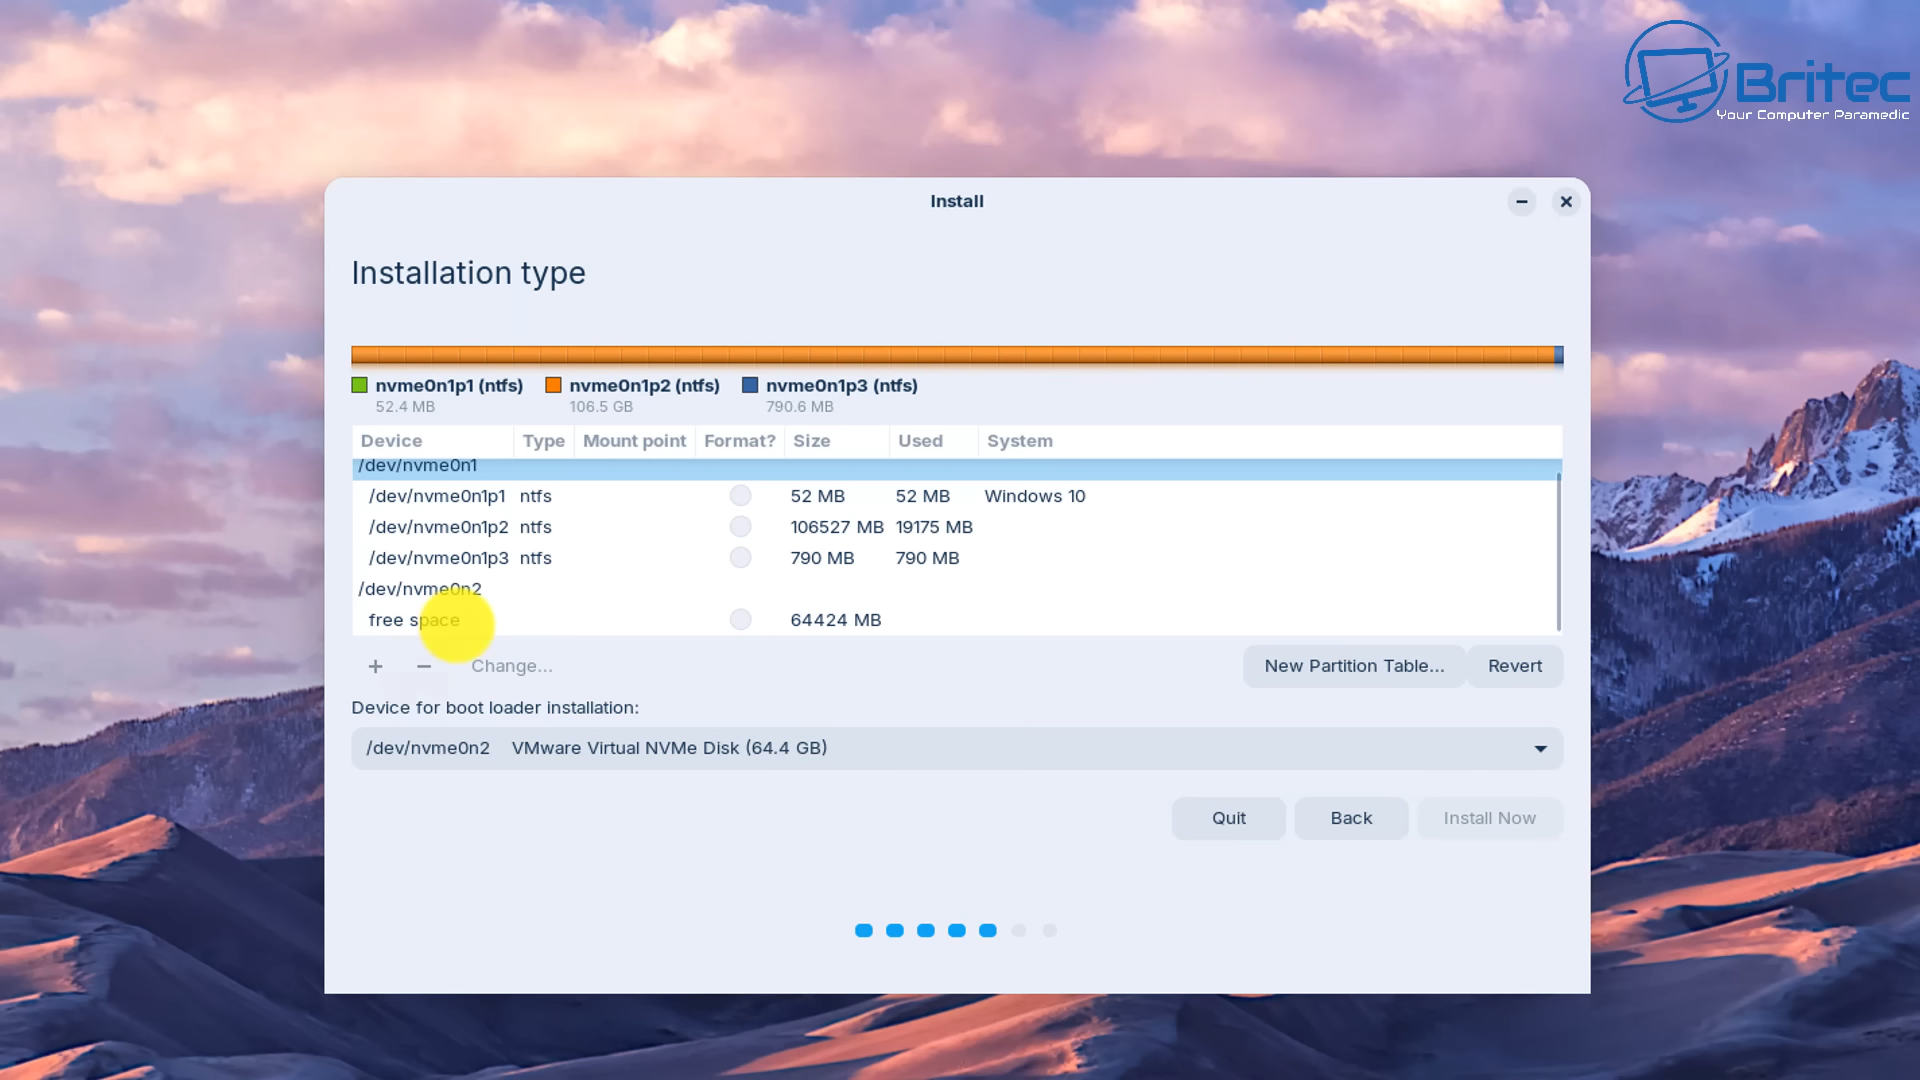 Britec
Your Computer Paramedic
Install
Installation type
nvme0n1p1 (ntfs) nvme0n1p2 (ntfs) nvme0n1p3 (ntfs)
52.4 MB 106.5 GB 790.6 MB
Device Type Mount point Format? Size Used System
/dev/nvme0n1
/dev/nvme0n1p1 ntfs 52 MB 52 MB Windows 10
/dev/nvme0n1p2 ntfs 106527 MB 19175 MB
/dev/nvme0n1p3 ntfs 790 MB 790 MB
/dev/nvme0n2
free space 64424 MB
+ − Change... New Partition Table... Revert
Device for boot loader installation:
/dev/nvme0n2 VMware Virtual NVMe Disk (64.4 GB)
Quit Back Install Now